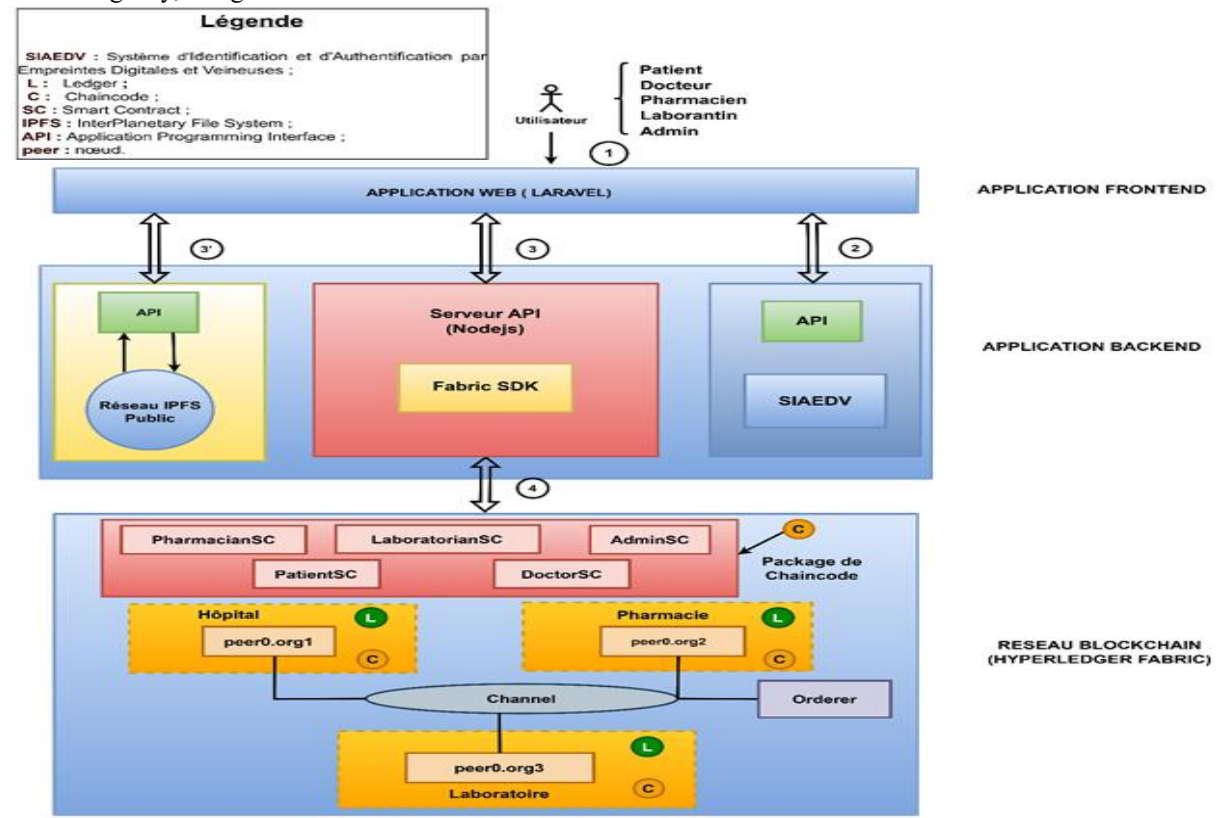 Légende
SIAEDV : Système d'Identification et d'Authentification par
Empreintes Digitales et Veineuses ;
L : Ledger ;
C : Chaincode ;
SC : Smart Contract ;
IPFS : InterPlanetary File System ;
API : Application Programming Interface ;
peer : nœud.
Utilisateur
Patient
Docteur
Pharmacien
Laborantin
Admin
1
APPLICATION WEB ( LARAVEL)
APPLICATION FRONTEND
3'
3
2
API
Réseau IPFS
Public
Serveur API
(Nodejs)
Fabric SDK
API
SIAEDV
APPLICATION BACKEND
4
PharmacianSC
LaboratorianSC
AdminSC
PatientSC
DoctorSC
C
Package de
Chaincode
Hôpital
L
peer0.org1
C
Pharmacie
L
peer0.org2
C
RESEAU BLOCKCHAIN
(HYPERLEDGER FABRIC)
Channel
Orderer
L
peer0.org3
C
Laboratoire